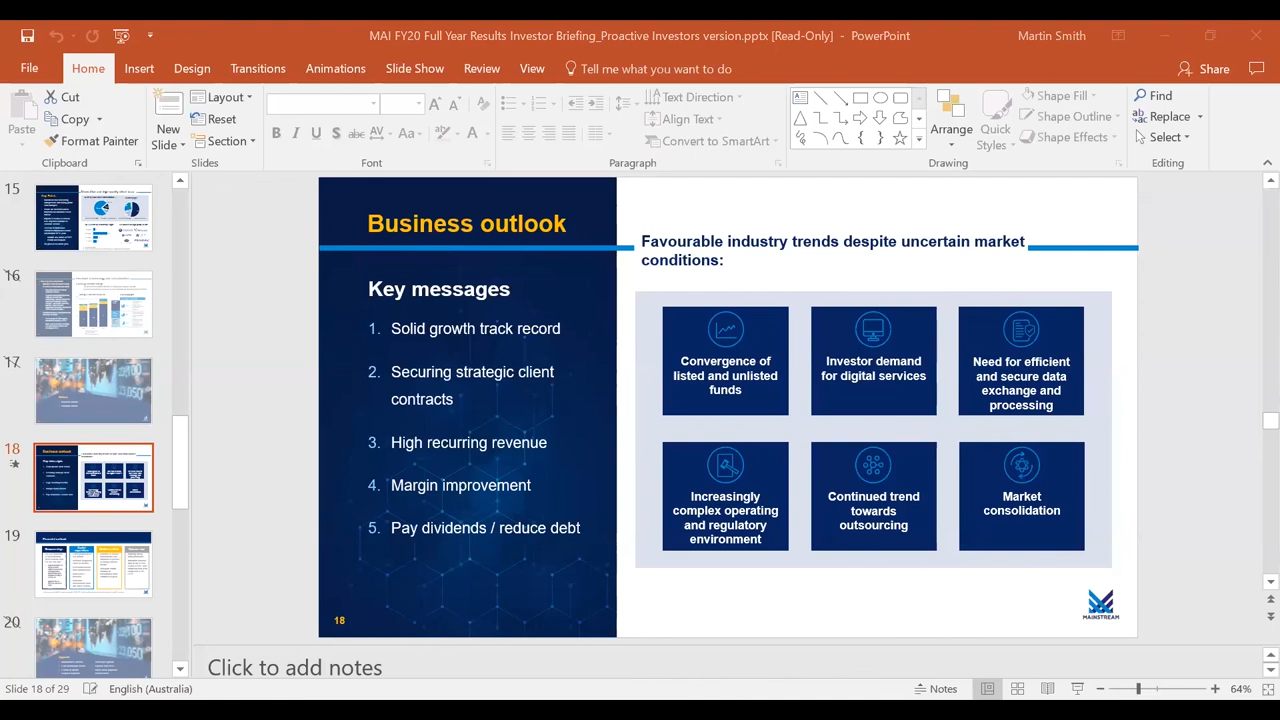 MAI FY20 Full Year Results Investor Briefing_Proactive Investors version.pptx [Read-Only] - PowerPoint
Martin Smith
File Home Insert Design Transitions Animations Slide Show Review View Tell me what you want to do
Share
Paste
Cut
Copy
Format Painter
Clipboard
New
Slide
Layout
Reset
Section
Slides
B I U S abc AV Aa A
Font
Paragraph
Text Direction
Align Text
Convert to SmartArt
Arrange
Quick
Styles
Shape Fill
Shape Outline
Shape Effects
Drawing
Find
Replace
Select
Editing
15
16
17
18
19
20
Business outlook
Key messages
1. Solid growth track record
2. Securing strategic client
contracts
3. High recurring revenue
4. Margin improvement
5. Pay dividends / reduce debt
18
Favourable industry trends despite uncertain market
conditions:
Convergence of
listed and unlisted
funds
Investor demand
for digital services
Need for efficient
and secure data
exchange and
processing
Increasingly
complex operating
and regulatory
environment
Continued trend
towards
outsourcing
Market
consolidation
MAINSTREAM
Click to add notes
Slide 18 of 29 English (Australia)
Notes
64%